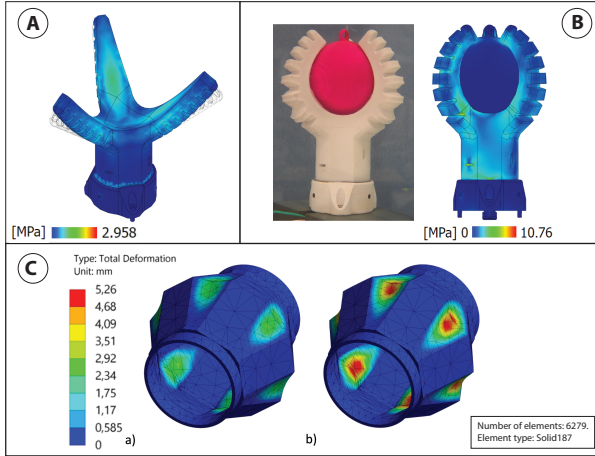 A
B
[MPa] 2.958
[MPa] 0 10.76
C
Type: Total Deformation
Unit: mm
5,26
4,68
4,09
3,51
2,92
2,34
1,75
1,17
0,585
0
a)
b)
Number of elements: 6279.
Element type: Solid187